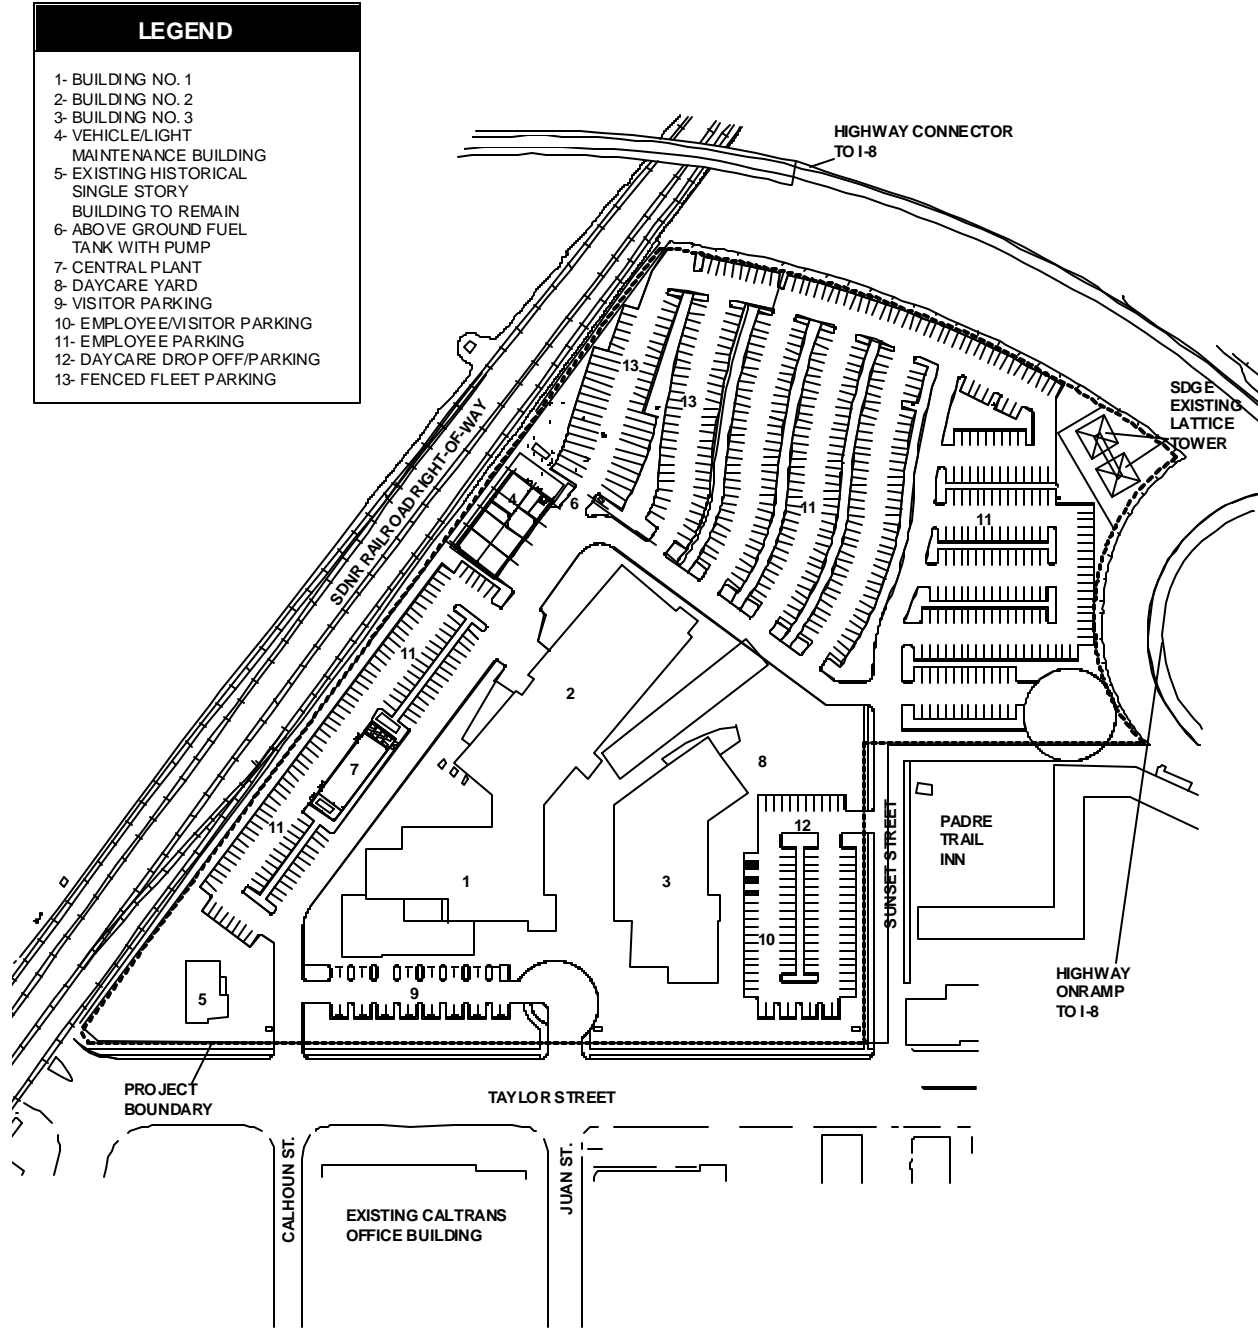 LEGEND
1- BUILDING NO. 1
2- BUILDING NO. 2
3- BUILDING NO. 3
4- VEHICLE/LIGHT
MAINTENANCE BUILDING
5- EXISTING HISTORICAL
SINGLE STORY
BUILDING TO REMAIN
6- ABOVE GROUND FUEL
TANK WITH PUMP
7- CENTRAL PLANT
8- DAYCARE YARD
9- VISITOR PARKING
10- EMPLOYEE/VISITOR PARKING
11- EMPLOYEE PARKING
12- DAYCARE DROP OFF/PARKING
13- FENCED FLEET PARKING
HIGHWAY CONNECTOR
TO I-8
SDGE
EXISTING
LATTICE
TOWER
SDNR RAILROAD RIGHT-OF-WAY
13
13
4
6
11
11
11
2
7
8
11
12
1
3
10
9
5
SUNSET STREET
PADRE
TRAIL
INN
HIGHWAY
ONRAMP
TO I-8
PROJECT
BOUNDARY
TAYLOR STREET
CALHOUN ST.
JUAN ST.
EXISTING CALTRANS
OFFICE BUILDING